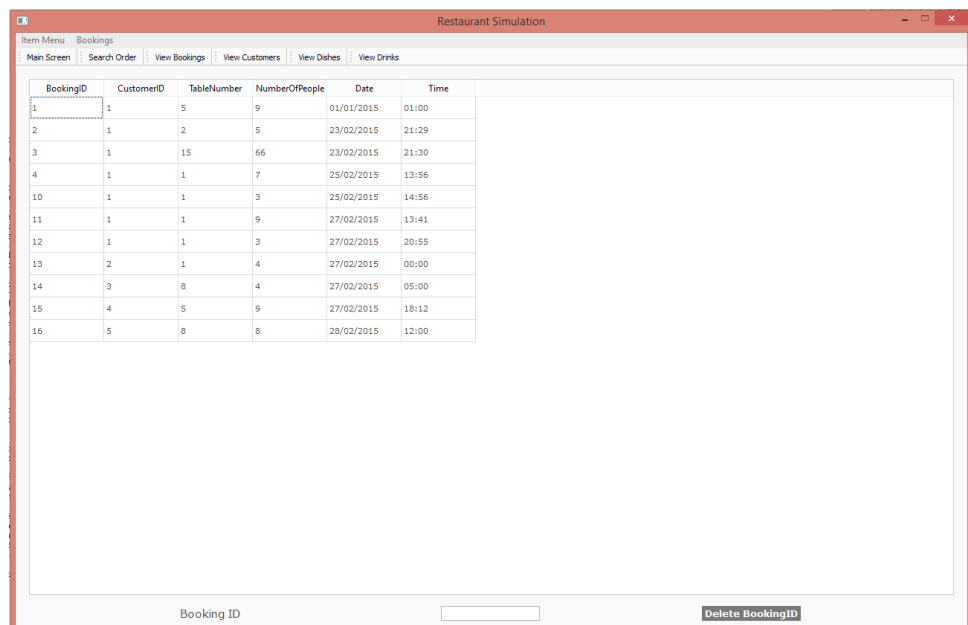 Restaurant Simulation
Item Menu Bookings
Main Screen Search Order View Bookings View Customers View Dishes View Drinks
BookingID CustomerID TableNumber NumberOfPeople Date Time
1 1 5 9 01/01/2015 01:00
2 1 2 5 23/02/2015 21:29
3 1 15 66 23/02/2015 21:30
4 1 1 7 25/02/2015 13:56
10 1 1 3 25/02/2015 14:56
11 1 1 9 27/02/2015 13:41
12 1 1 3 27/02/2015 20:55
13 2 1 4 27/02/2015 00:00
14 3 8 4 27/02/2015 05:00
15 4 5 9 27/02/2015 18:12
16 5 8 8 28/02/2015 12:00
Booking ID Delete BookingID